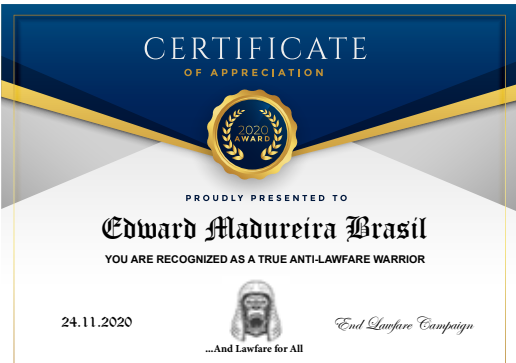 CERTIFICATE
OF APPRECIATION
2020
AWARD
PROUDLY PRESENTED TO
Edward Madureira Brasil
YOU ARE RECOGNIZED AS A TRUE ANTI-LAWFARE WARRIOR
24.11.2020
End Lawfare Campaign
...And Lawfare for All